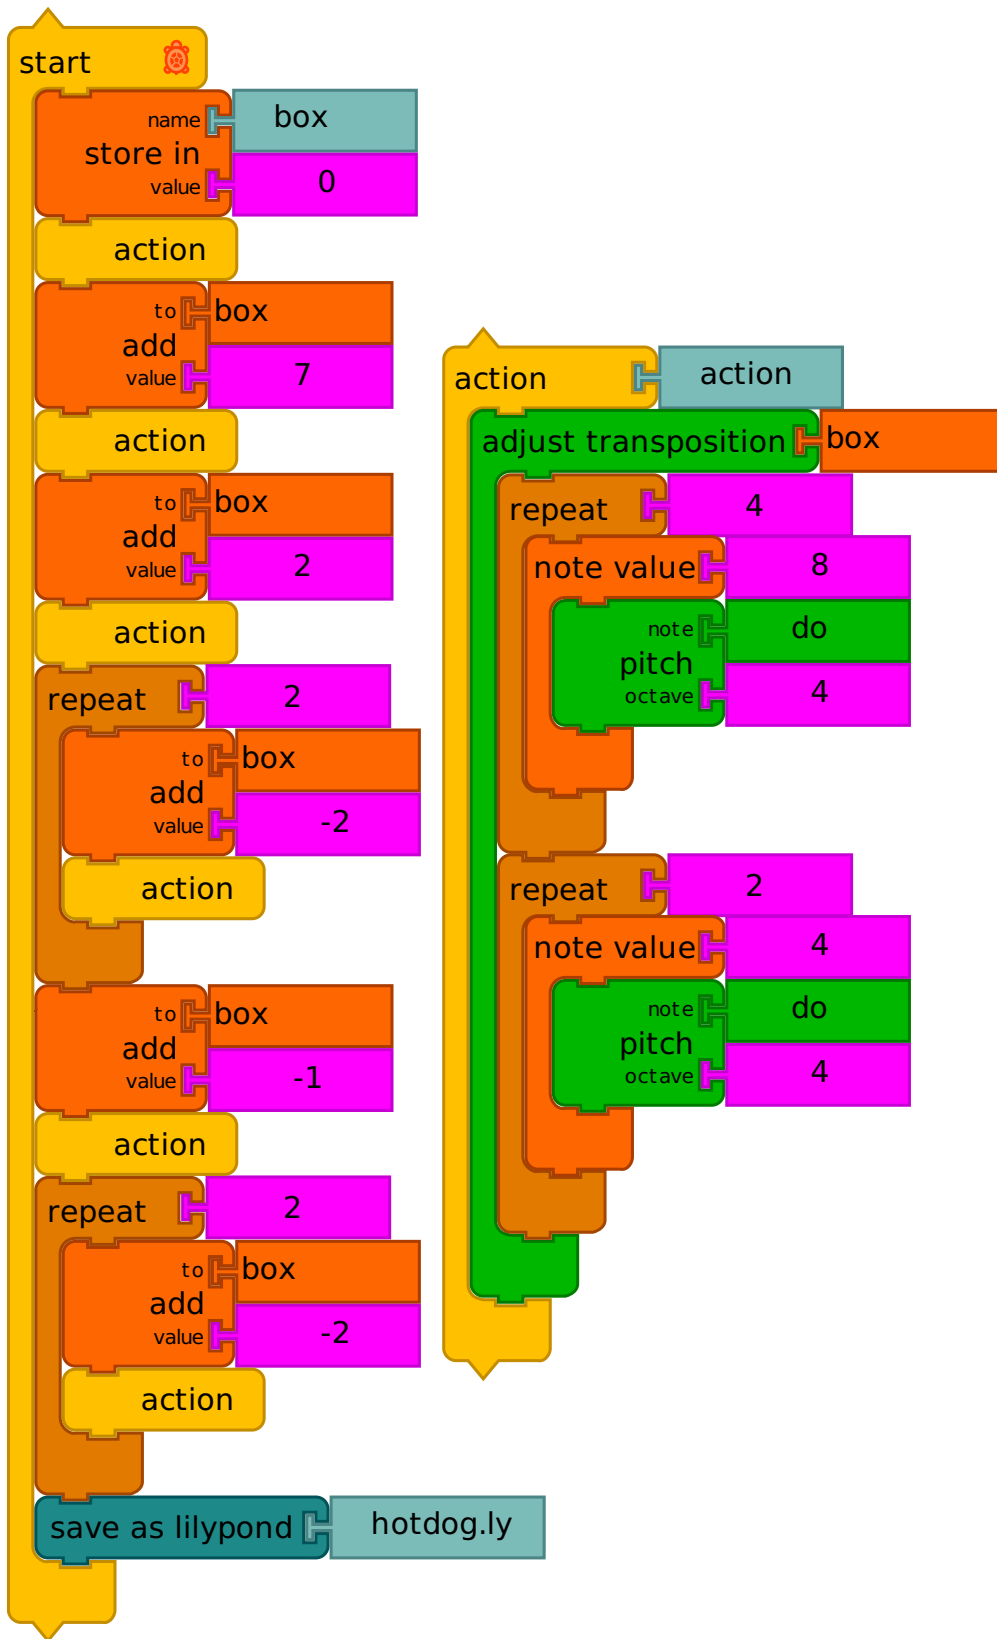 start
name box
store in
value 0
action
to box
add
value 7
action
to box
add
value 2
action
repeat 2
to box
add
value -2
action
to box
add
value -1
action
repeat 2
to box
add
value -2
action
save as lilypond hotdog.ly
action action
adjust transposition box
repeat 4
note value 8
note do
pitch
octave 4
repeat 2
note value 4
note do
pitch
octave 4